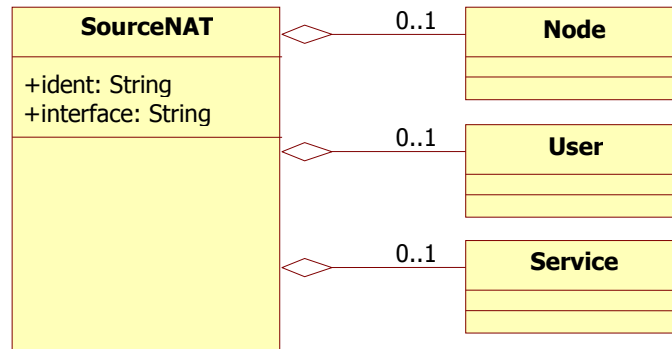 SourceNAT
+ident: String
+interface: String
0..1
Node
0..1
User
0..1
Service